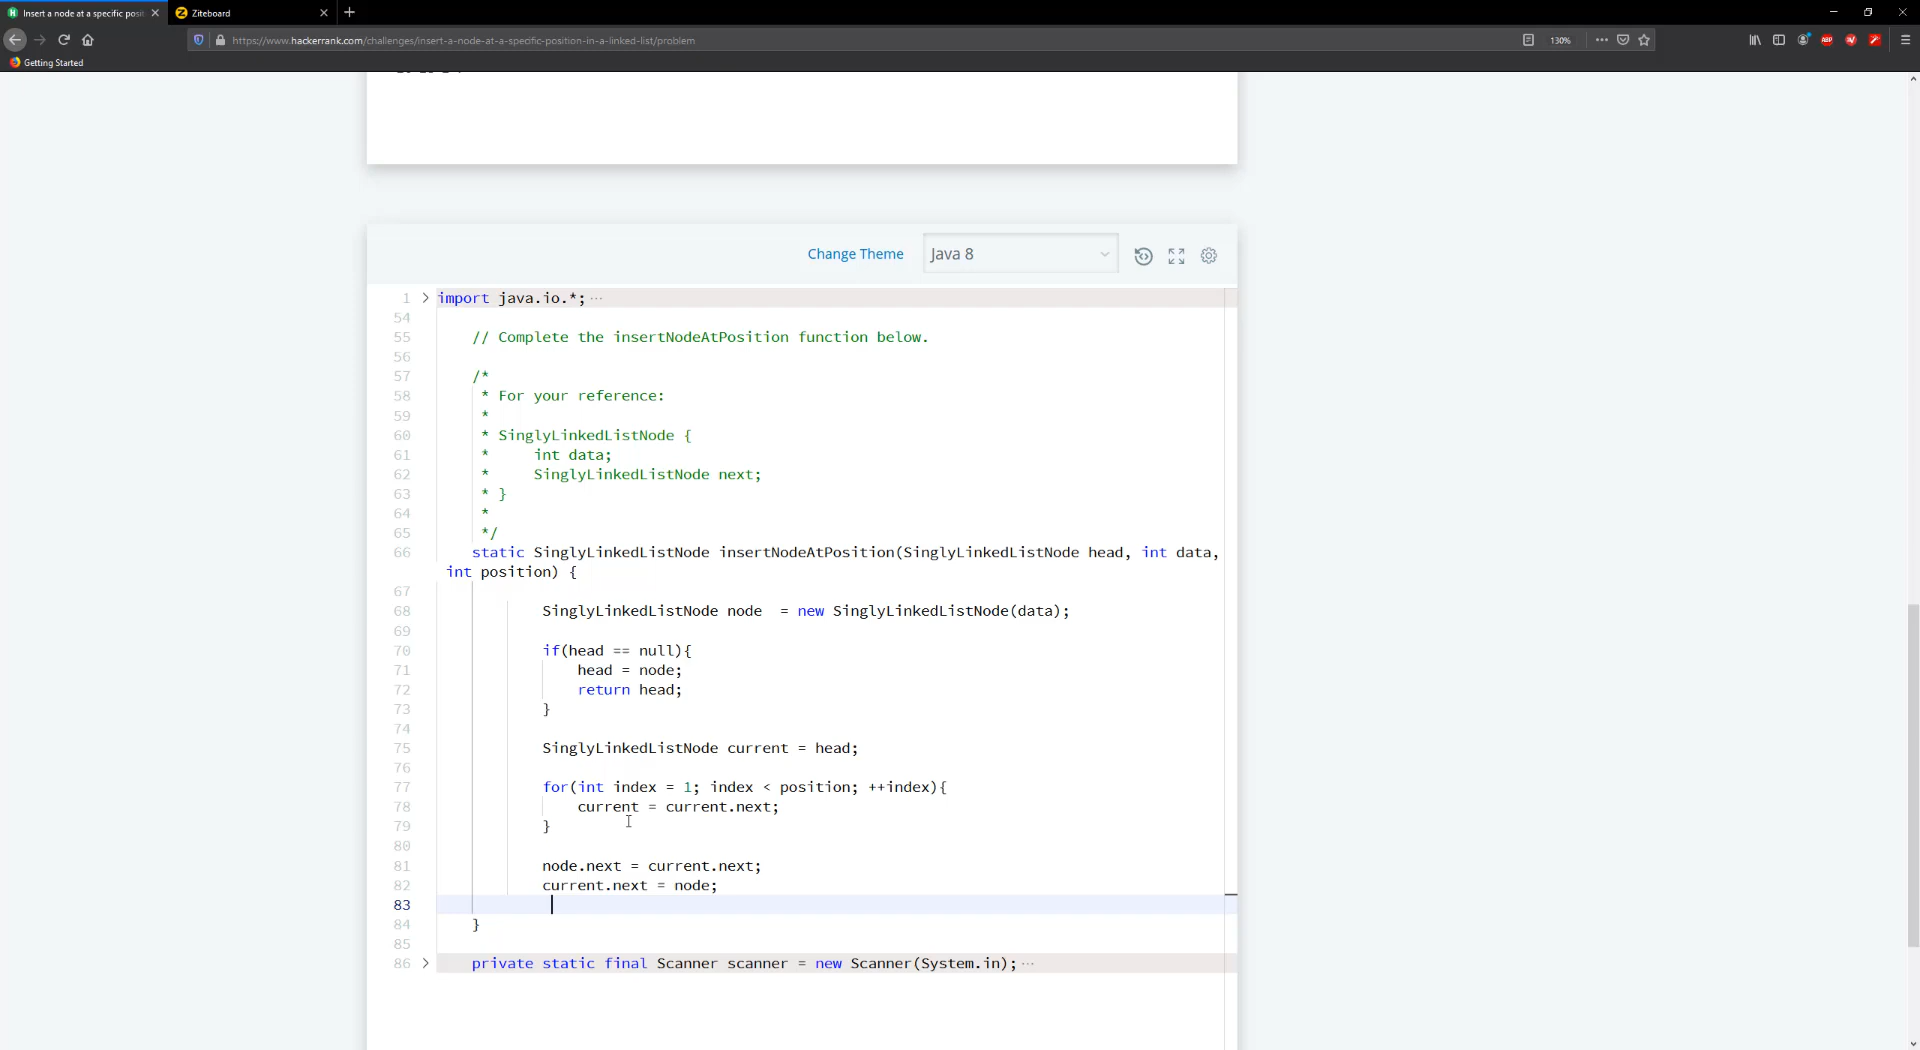 Insert a node at a specific posit
Ziteboard
https://www.hackerrank.com/challenges/insert-a-node-at-a-specific-position-in-a-linked-list/problem
130%
ABP
Getting Started
Change Theme
Java 8
1 import java.io.*; ...
54
55 // Complete the insertNodeAtPosition function below.
56
57 /*
58 * For your reference:
59 *
60 * SinglyLinkedListNode {
61 * int data;
62 * SinglyLinkedListNode next;
63 * }
64 *
65 */
66 static SinglyLinkedListNode insertNodeAtPosition(SinglyLinkedListNode head, int data,
int position) {
67
68 SinglyLinkedListNode node  = new SinglyLinkedListNode(data);
69
70 if(head == null){
71 head = node;
72 return head;
73 }
74
75 SinglyLinkedListNode current = head;
76
77 for(int index = 1; index < position; ++index){
78 current = current.next;
79 }
80
81 node.next = current.next;
82 current.next = node;
83
84 }
85
86 private static final Scanner scanner = new Scanner(System.in); ...